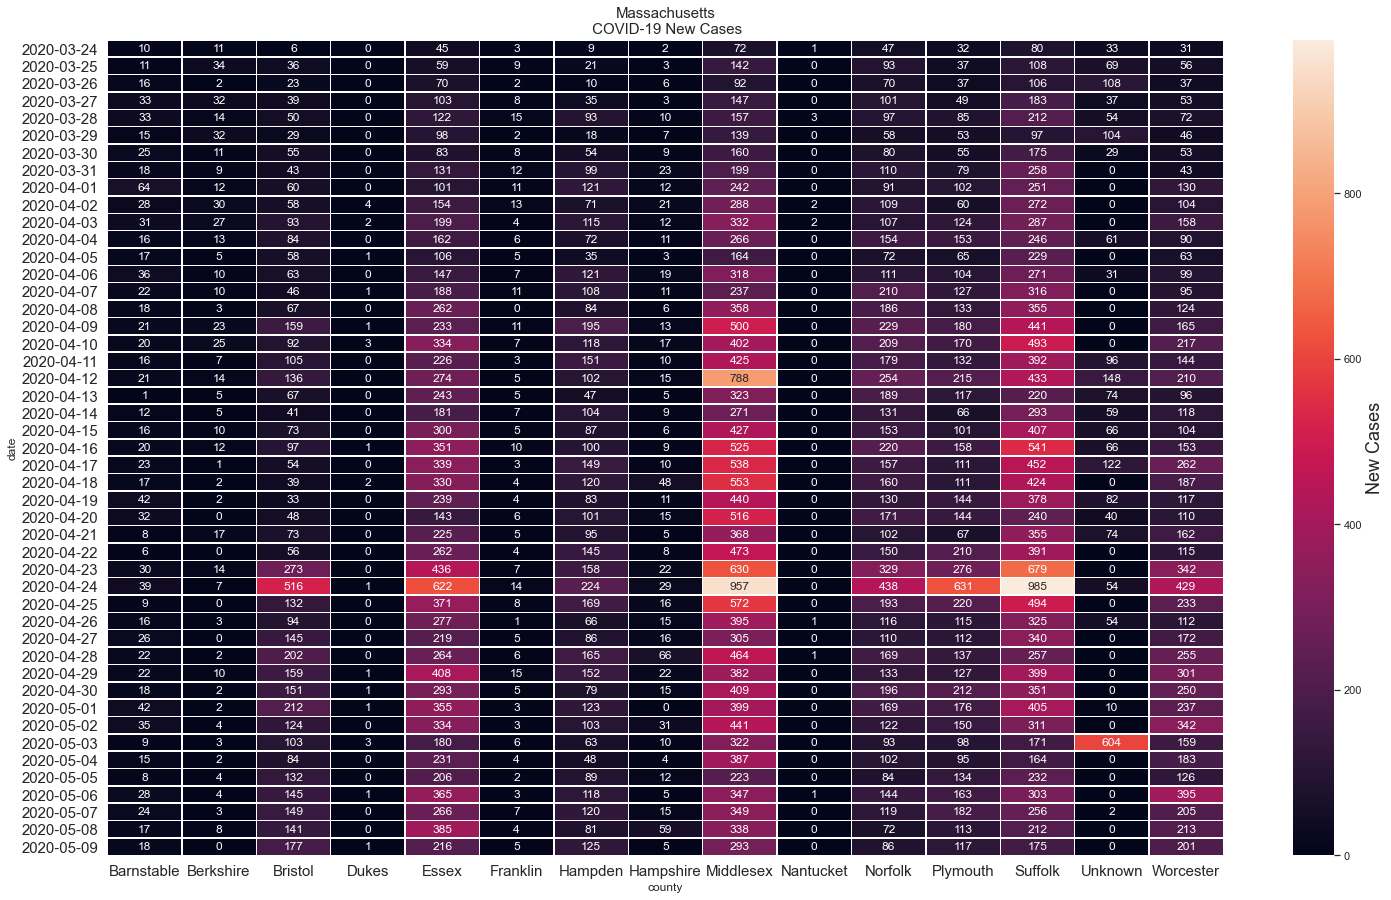 Massachusetts
COVID-19 New Cases
2020-03-24 10 11 6 0 45 3 9 2 72 1 47 32 80 33 31
2020-03-25 11 34 36 0 59 9 21 3 142 0 93 37 108 69 56
2020-03-26 16 2 23 0 70 2 10 6 92 0 70 37 106 108 37
2020-03-27 33 32 39 0 103 8 35 3 147 0 101 49 183 37 53
2020-03-28 33 14 50 0 122 15 93 10 157 3 97 85 212 54 72
2020-03-29 15 32 29 0 98 2 18 7 139 0 58 53 97 104 46
2020-03-30 25 11 55 0 83 8 54 9 160 0 80 55 175 29 53
2020-03-31 18 9 43 0 131 12 99 23 199 0 110 79 258 0 43
2020-04-01 64 12 60 0 101 11 121 12 242 0 91 102 251 0 130
2020-04-02 28 30 58 4 154 13 71 21 288 2 109 60 272 0 104
2020-04-03 31 27 93 2 199 4 115 12 332 2 107 124 287 0 158
2020-04-04 16 13 84 0 162 6 72 11 266 0 154 153 246 61 90
2020-04-05 17 5 58 1 106 5 35 3 164 0 72 65 229 0 63
2020-04-06 36 10 63 0 147 7 121 19 318 0 111 104 271 31 99
2020-04-07 22 10 46 1 188 11 108 11 237 0 210 127 316 0 95
2020-04-08 18 3 67 0 262 0 84 6 358 0 186 133 355 0 124
2020-04-09 21 23 159 1 233 11 195 13 500 0 229 180 441 0 165
2020-04-10 20 25 92 3 334 7 118 17 402 0 209 170 493 0 217
2020-04-11 16 7 105 0 226 3 151 10 425 0 179 132 392 96 144
2020-04-12 21 14 136 0 274 5 102 15 788 0 254 215 433 148 210
2020-04-13 1 5 67 0 243 5 47 5 323 0 189 117 220 74 96
2020-04-14 12 5 41 0 181 7 104 9 271 0 131 66 293 59 118
2020-04-15 16 10 73 0 300 5 87 6 427 0 153 101 407 66 104
2020-04-16 20 12 97 1 351 10 100 9 525 0 220 158 541 66 153
2020-04-17 23 1 54 0 339 3 149 10 538 0 157 111 452 122 262
2020-04-18 17 2 39 2 330 4 120 48 553 0 160 111 424 0 187
2020-04-19 42 2 33 0 239 4 83 11 440 0 130 144 378 82 117
2020-04-20 32 0 48 0 143 6 101 15 516 0 171 144 240 40 110
2020-04-21 8 17 73 0 225 5 95 5 368 0 102 67 355 74 162
2020-04-22 6 0 56 0 262 4 145 8 473 0 150 210 391 0 115
2020-04-23 30 14 273 0 436 7 158 22 630 0 329 276 679 0 342
2020-04-24 39 7 516 1 622 14 224 29 957 0 438 631 985 54 429
2020-04-25 9 0 132 0 371 8 169 16 572 0 193 220 494 0 233
2020-04-26 16 3 94 0 277 1 66 15 395 1 116 115 325 54 112
2020-04-27 26 0 145 0 219 5 86 16 305 0 110 112 340 0 172
2020-04-28 22 2 202 0 264 6 165 66 464 1 169 137 257 0 255
2020-04-29 22 10 159 1 408 15 152 22 382 0 133 127 399 0 301
2020-04-30 18 2 151 1 293 5 79 15 409 0 196 212 351 0 250
2020-05-01 42 2 212 1 355 3 123 0 399 0 169 176 405 10 237
2020-05-02 35 4 124 0 334 3 103 31 441 0 122 150 311 0 342
2020-05-03 9 3 103 3 180 6 63 10 322 0 93 98 171 604 159
2020-05-04 15 2 84 0 231 4 48 4 387 0 102 95 164 0 183
2020-05-05 8 4 132 0 206 2 89 12 223 0 84 134 232 0 126
2020-05-06 28 4 145 1 365 3 118 5 347 1 144 163 303 0 395
2020-05-07 24 3 149 0 266 7 120 15 349 0 119 182 256 2 205
2020-05-08 17 8 141 0 385 4 81 59 338 0 72 113 212 0 213
2020-05-09 18 0 177 1 216 5 125 5 293 0 86 117 175 0 201
Barnstable Berkshire Bristol Dukes Essex Franklin Hampden Hampshire Middlesex Nantucket Norfolk Plymouth Suffolk Unknown Worcester
county
date
800
600
400
200
0
New Cases